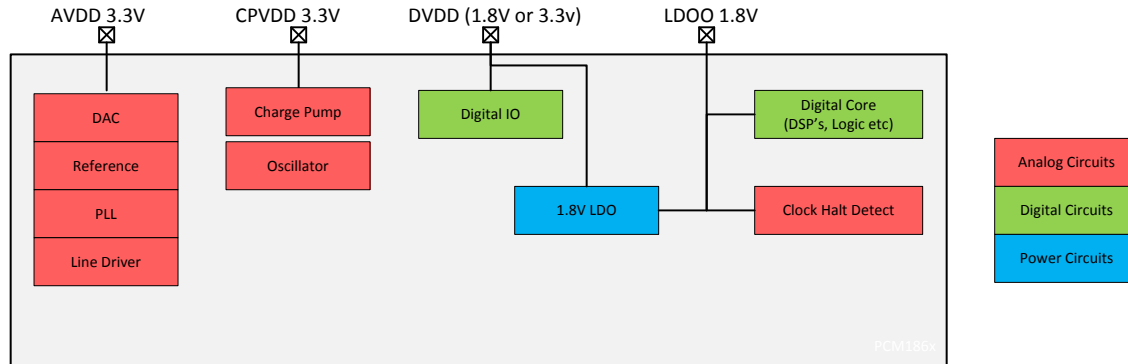 AVDD 3.3V
CPVDD 3.3V
DVDD (1.8V or 3.3v)
LDOO 1.8V
DAC
Reference
PLL
Line Driver
Charge Pump
Oscillator
Digital IO
1.8V LDO
Digital Core
(DSP's, Logic etc)
Clock Halt Detect
Analog Circuits
Digital Circuits
Power Circuits
PCM186x